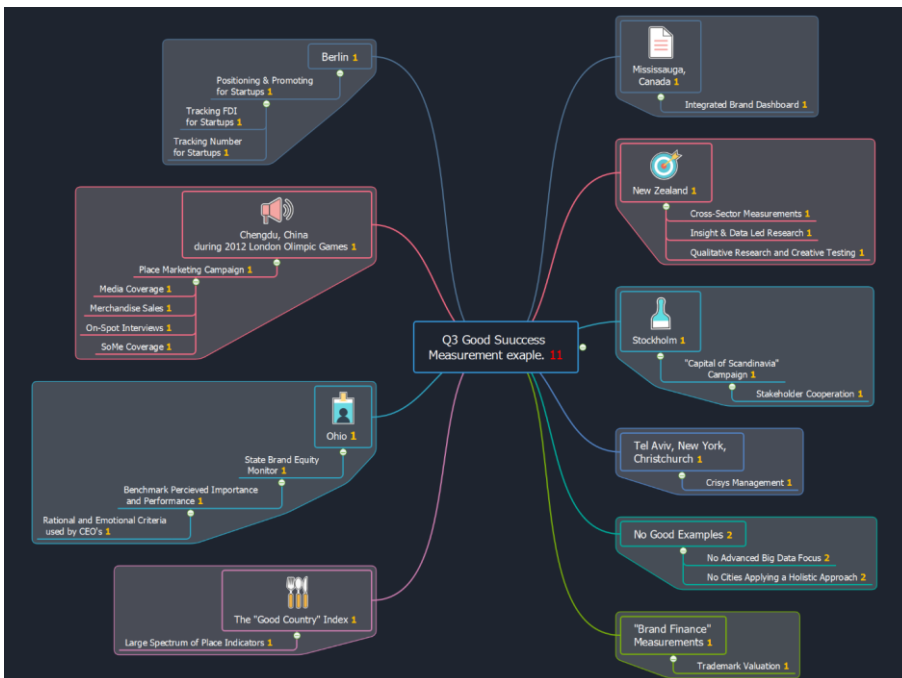 Berlin 1
Positioning & Promoting
for Startups 1
Tracking FDI
for Startups 1
Tracking Number
for Startups 1
Chengdu, China
during 2012 London Olimpic Games 1
Place Marketing Campaign 1
Media Coverage 1
Merchandise Sales 1
On-Spot Interviews 1
SoMe Coverage 1
Ohio 1
State Brand Equity
Monitor 1
Benchmark Percieved Importance
and Performance 1
Rational and Emotional Criteria
used by CEO's 1
The "Good Country" Index 1
Large Spectrum of Place Indicators 1
Q3 Good Suuccess
Measurement exaple. 11
Mississauga,
Canada 1
Integrated Brand Dashboard 1
New Zealand 1
Cross-Sector Measurements 1
Insight & Data Led Research 1
Qualitative Research and Creative Testing 1
Stockholm 1
"Capital of Scandinavia"
Campaign 1
Stakeholder Cooperation 1
Tel Aviv, New York,
Christchurch 1
Crisys Management 1
No Good Examples 2
No Advanced Big Data Focus 2
No Cities Applying a Holistic Approach 2
"Brand Finance"
Measurements 1
Trademark Valuation 1